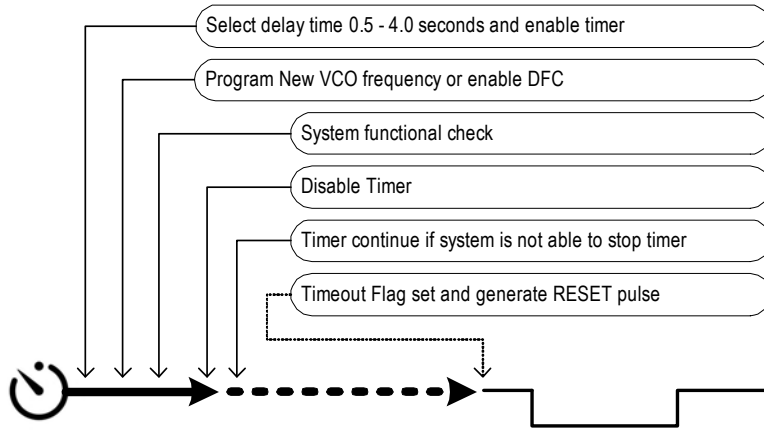 Select delay time 0.5 - 4.0 seconds and enable timer
Program New VCO frequency or enable DFC
System functional check
Disable Timer
Timer continue if system is not able to stop timer
Timeout Flag set and generate RESET pulse